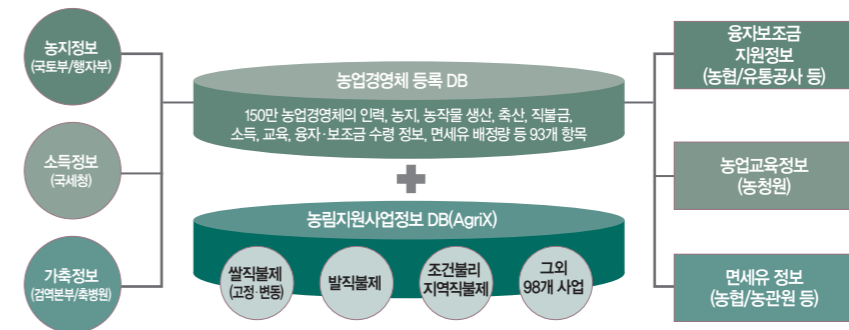 농지정보
(국토부/행자부)
소득정보
(국세청)
가축정보
(검역본부/축병원)
농업경영체 등록 DB
150만 농업경영체의 인력, 농지, 농작물 생산, 축산, 직불금,
소득, 교육, 융자·보조금 수령 정보, 면세유 배정량 등 93개 항목
+
농림지원사업정보 DB(AgriX)
쌀직불제
(고정·변동)
발직불제
조건불리
지역직불제
그외
98개 사업
융자보조금
지원정보
(농협/유통공사 등)
농업교육정보
(농청원)
면세유 정보
(농협/농관원 등)